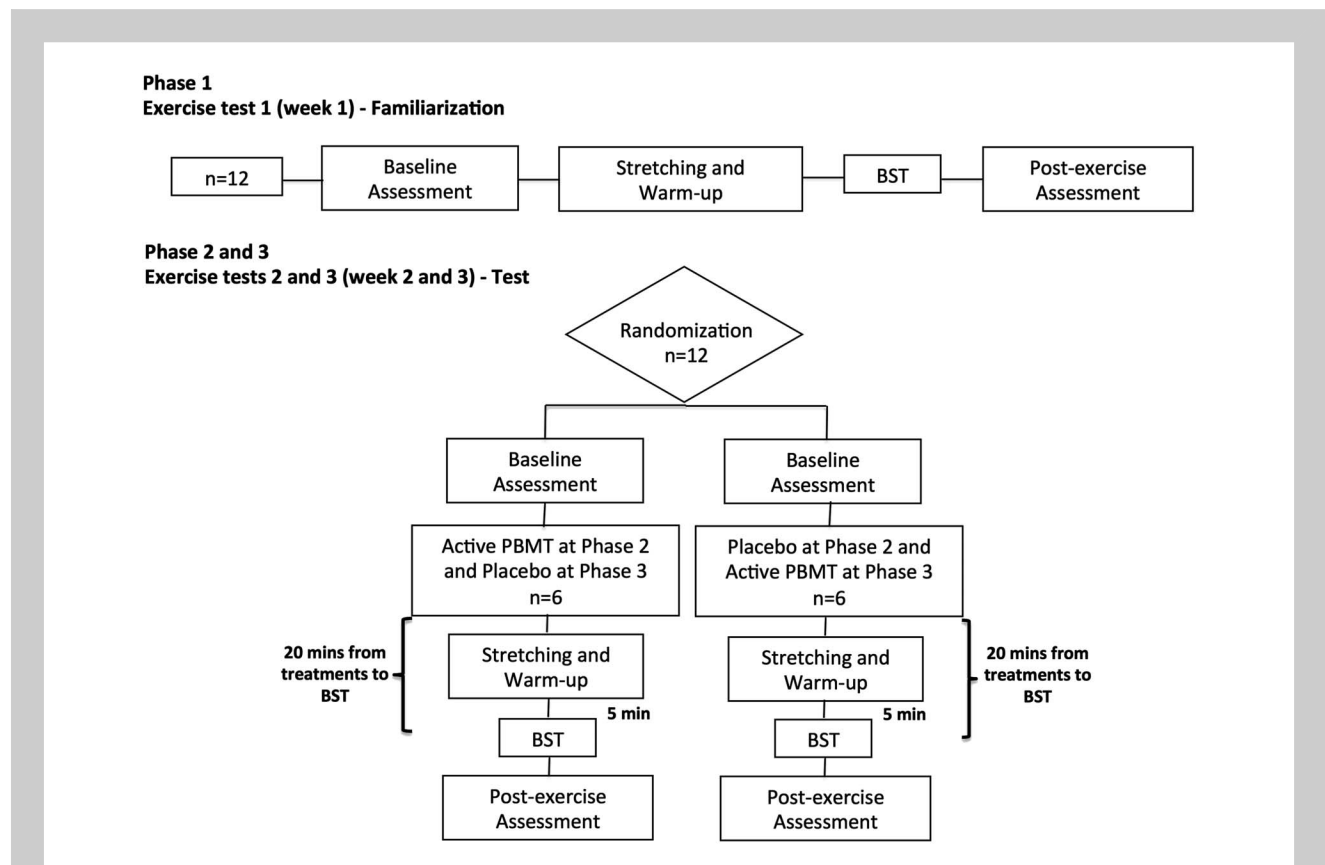 Phase 1
Exercise test 1 (week 1) - Familiarization
n=12
Baseline
Assessment
Stretching and
Warm-up
BST
Post-exercise
Assessment
Phase 2 and 3
Exercise tests 2 and 3 (week 2 and 3) - Test
Randomization
n=12
Baseline
Assessment
Baseline
Assessment
Active PBMT at Phase 2
and Placebo at Phase 3
n=6
Placebo at Phase 2 and
Active PBMT at Phase 3
n=6
20 mins from
treatments to
BST
Stretching and
Warm-up
Stretching and
Warm-up
20 mins from
treatments to
BST
5 min
5 min
BST
BST
Post-exercise
Assessment
Post-exercise
Assessment